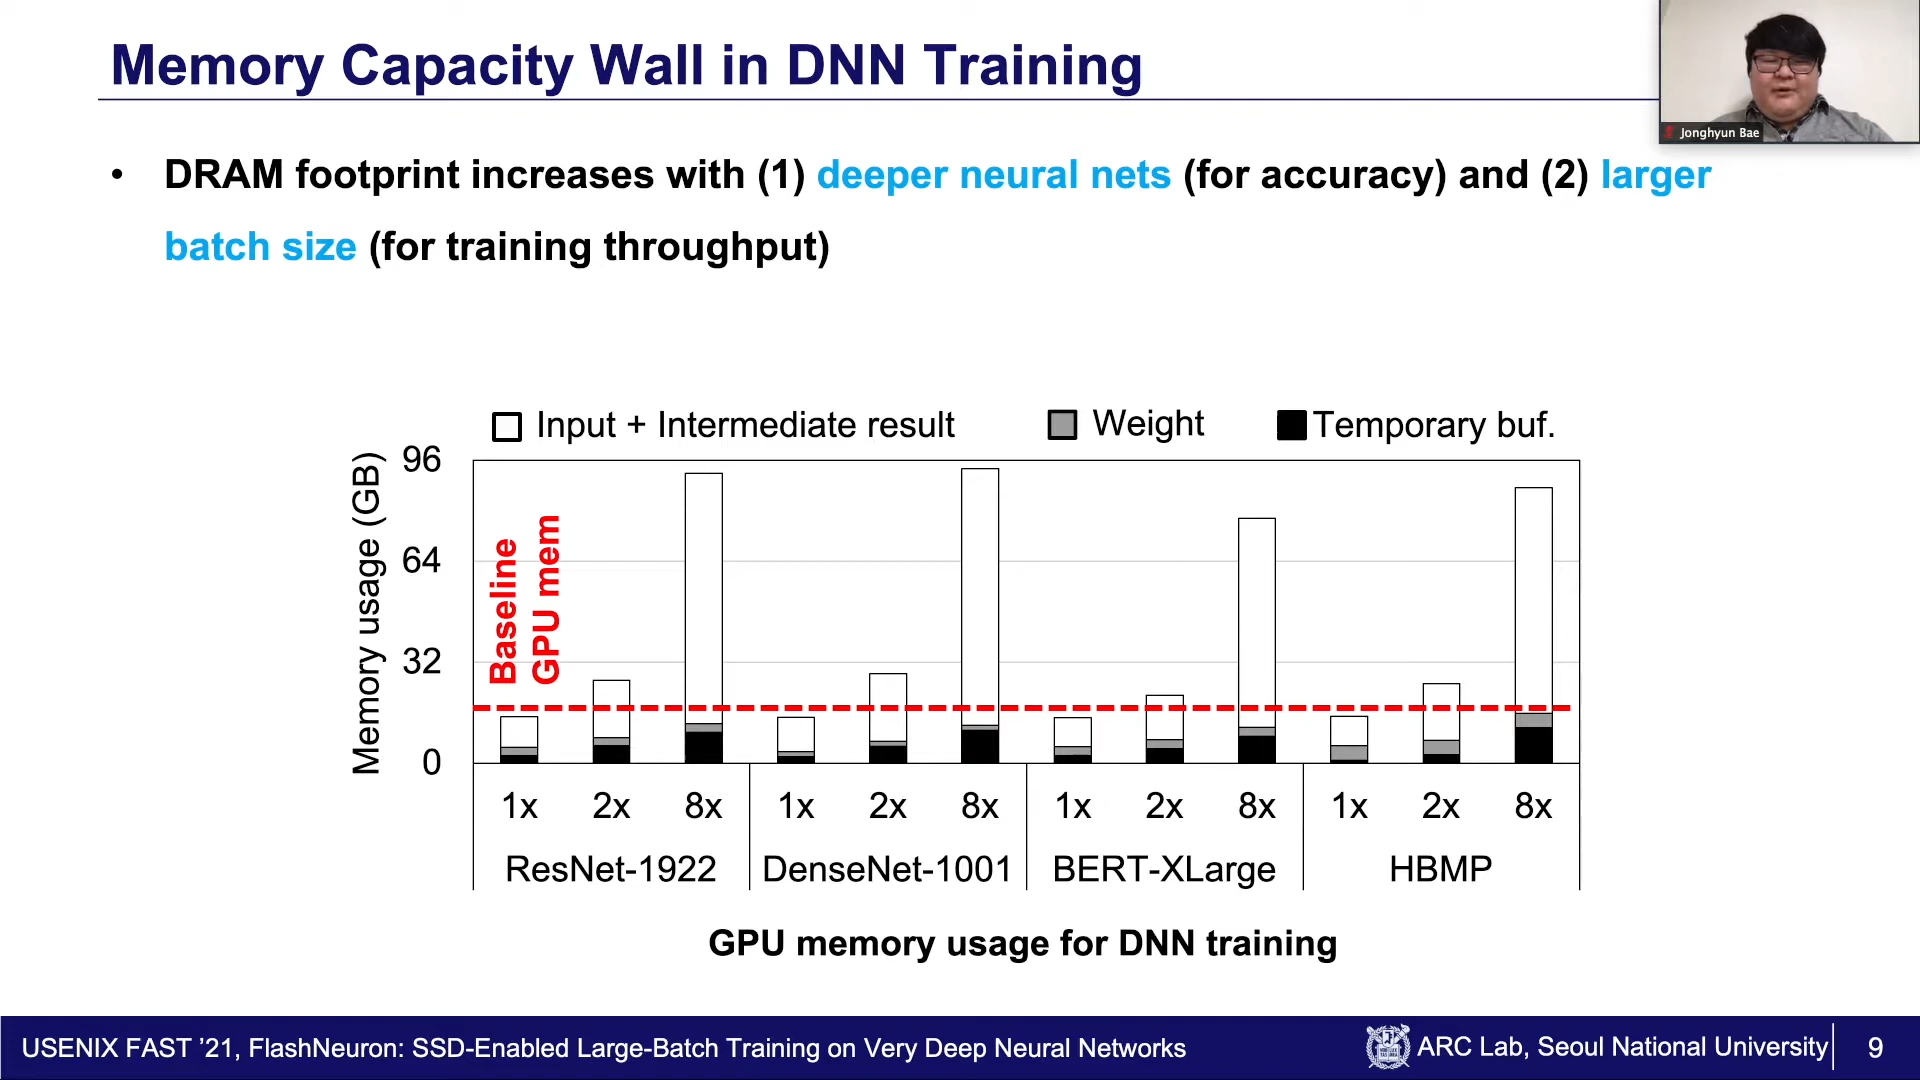 Memory Capacity Wall in DNN Training
Jonghyun Bae
• DRAM footprint increases with (1) deeper neural nets (for accuracy) and (2) larger
batch size (for training throughput)
Input + Intermediate result Weight Temporary buf.
Memory usage (GB)
96
64
32
0
Baseline
GPU mem
1x 2x 8x 1x 2x 8x 1x 2x 8x 1x 2x 8x
ResNet-1922 DenseNet-1001 BERT-XLarge HBMP
GPU memory usage for DNN training
USENIX FAST ’21, FlashNeuron: SSD-Enabled Large-Batch Training on Very Deep Neural Networks
ARC Lab, Seoul National University 9